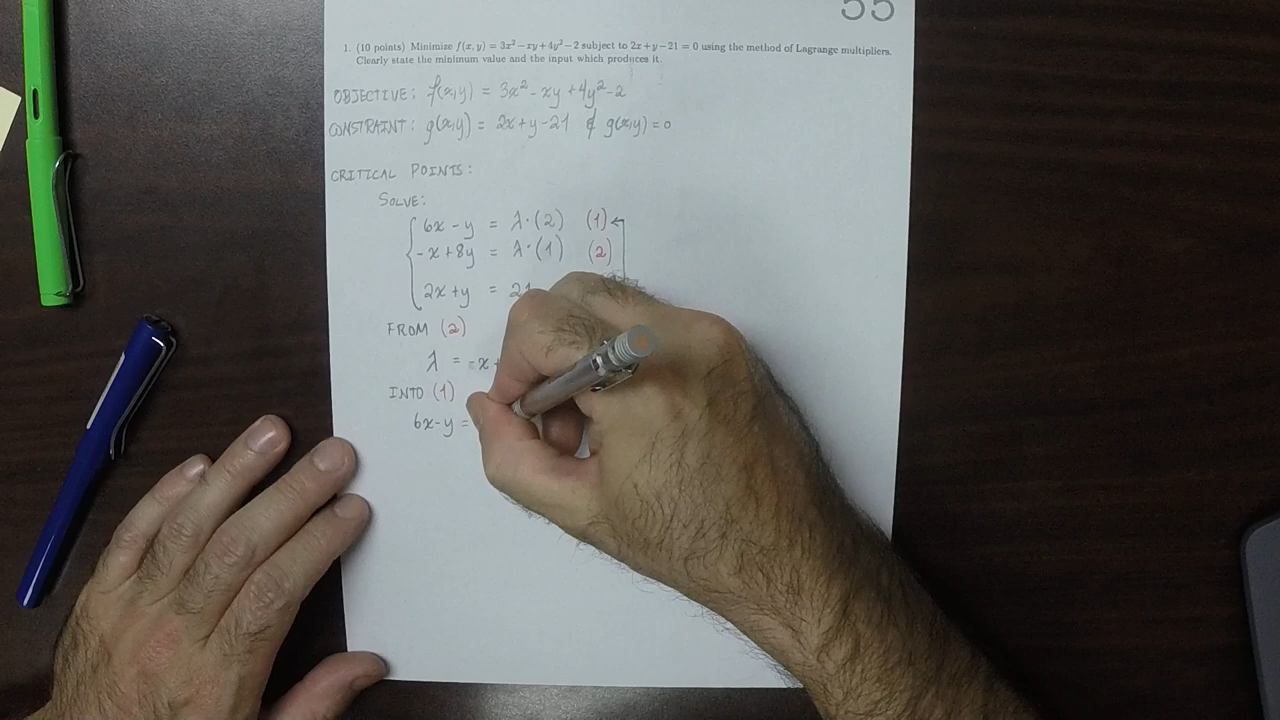 55
1. (10 points) Minimize f(x, y) = 3x² − xy + 4y² − 2 subject to 2x + y − 21 = 0 using the method of Lagrange multipliers.
Clearly state the minimum value and the input which produces it.
OBJECTIVE: f(x,y) = 3x² - xy + 4y² - 2
CONSTRAINT: g(x,y) = 2x + y - 21 & g(x,y) = 0
CRITICAL POINTS:
SOLVE:
6x - y = λ·(2) (1)
-x + 8y = λ·(1) (2)
2x + y = 21
FROM (2)
λ = -x +
INTO (1)
6x - y =